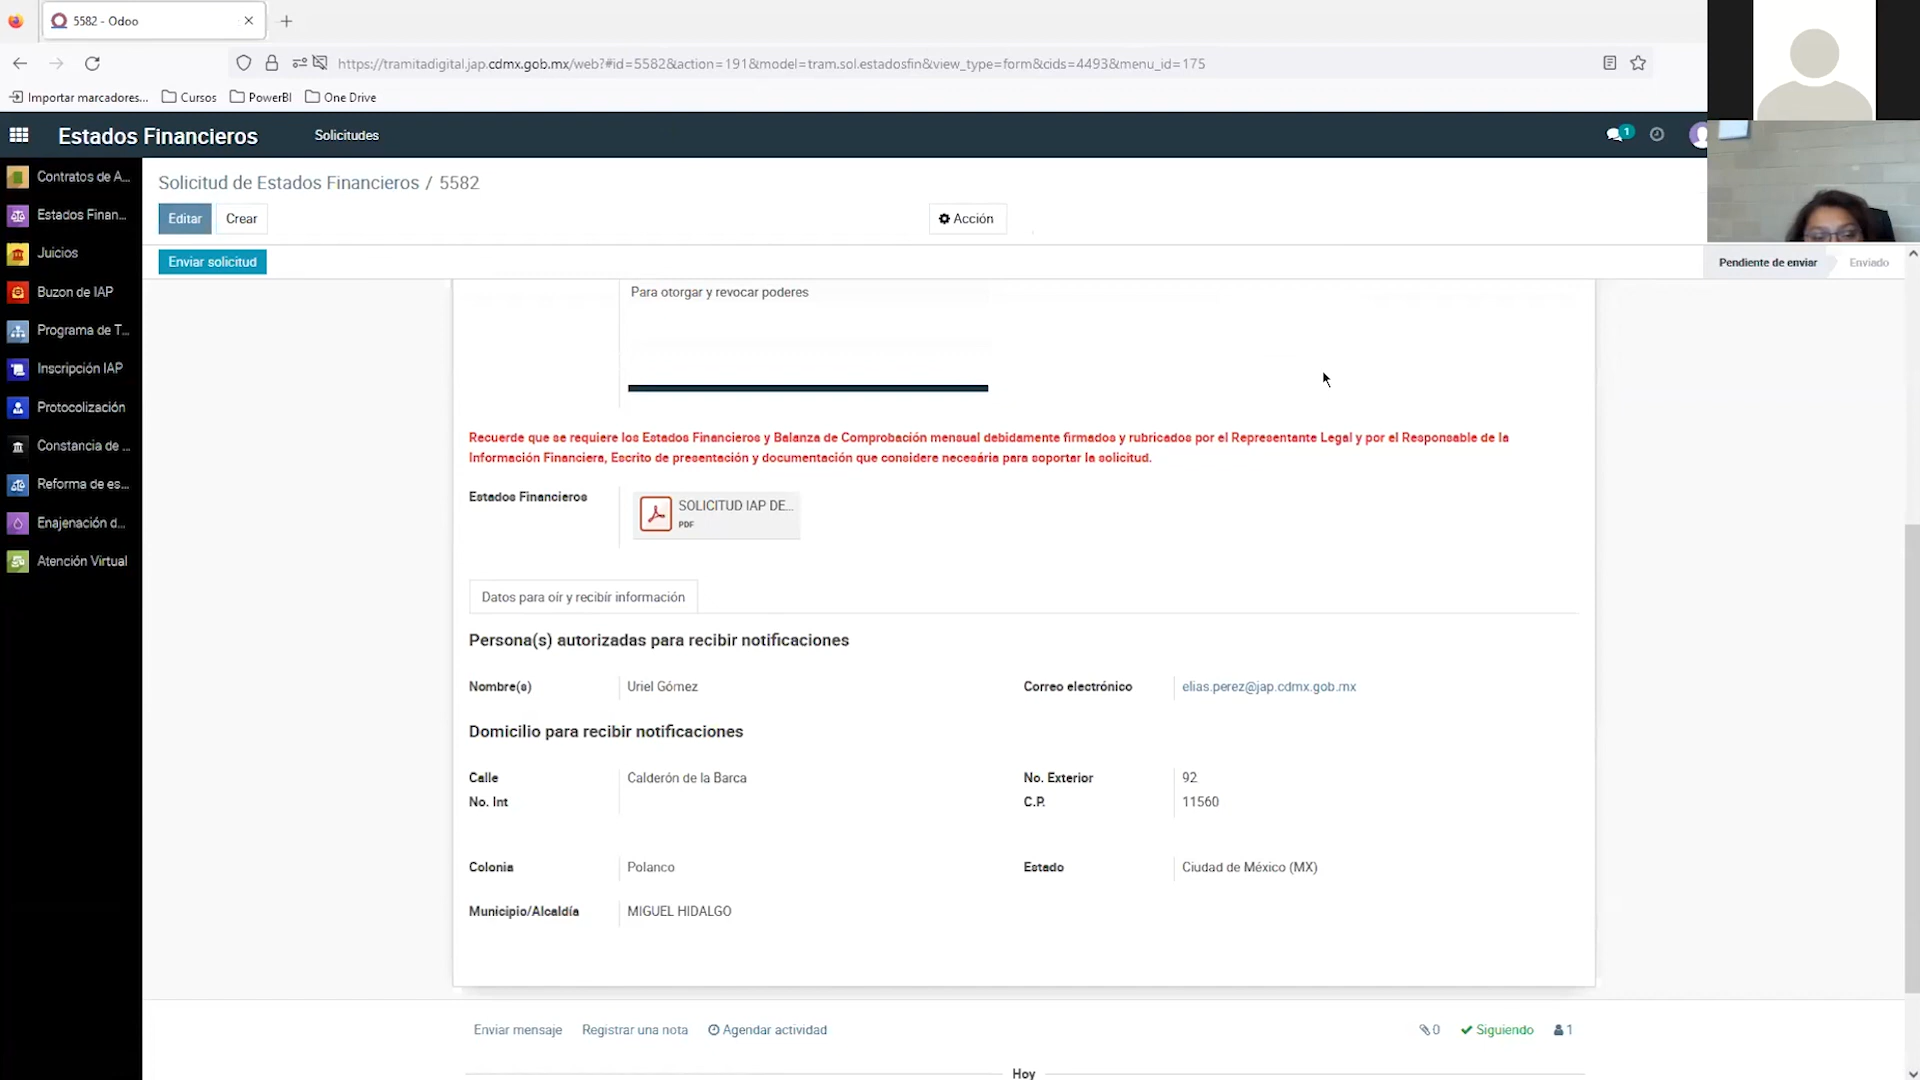 5582 - Odoo
https://tramitadigital.jap.cdmx.gob.mx/web?#id=5582&action=191&model=tram.sol.estadosfin&view_type=form&cids=4493&menu_id=175
Importar marcadores... Cursos PowerBI One Drive
Estados Financieros Solicitudes 1
Contratos de A...
Estados Finan...
Juicios
Buzon de IAP
Programa de T...
Inscripción IAP
Protocolización
Constancia de ...
Reforma de es...
Enajenación d...
Atención Virtual
Solicitud de Estados Financieros / 5582
Editar Crear Acción
Enviar solicitud Pendiente de enviar Enviado
Para otorgar y revocar poderes
Recuerde que se requiere los Estados Financieros y Balanza de Comprobación mensual debidamente firmados y rubricados por el Representante Legal y por el Responsable de la
Información Financiera, Escrito de presentación y documentación que considere necesária para soportar la solicitud.
Estados Financieros SOLICITUD IAP DE...
PDF
Datos para oír y recibir información
Persona(s) autorizadas para recibir notificaciones
Nombre(s) Uriel Gómez Correo electrónico elias.perez@jap.cdmx.gob.mx
Domicilio para recibir notificaciones
Calle Calderón de la Barca No. Exterior 92
No. Int C.P. 11560
Colonia Polanco Estado Ciudad de México (MX)
Municipio/Alcaldía MIGUEL HIDALGO
Enviar mensaje Registrar una nota Agendar actividad 0 Siguiendo 1
Hoy